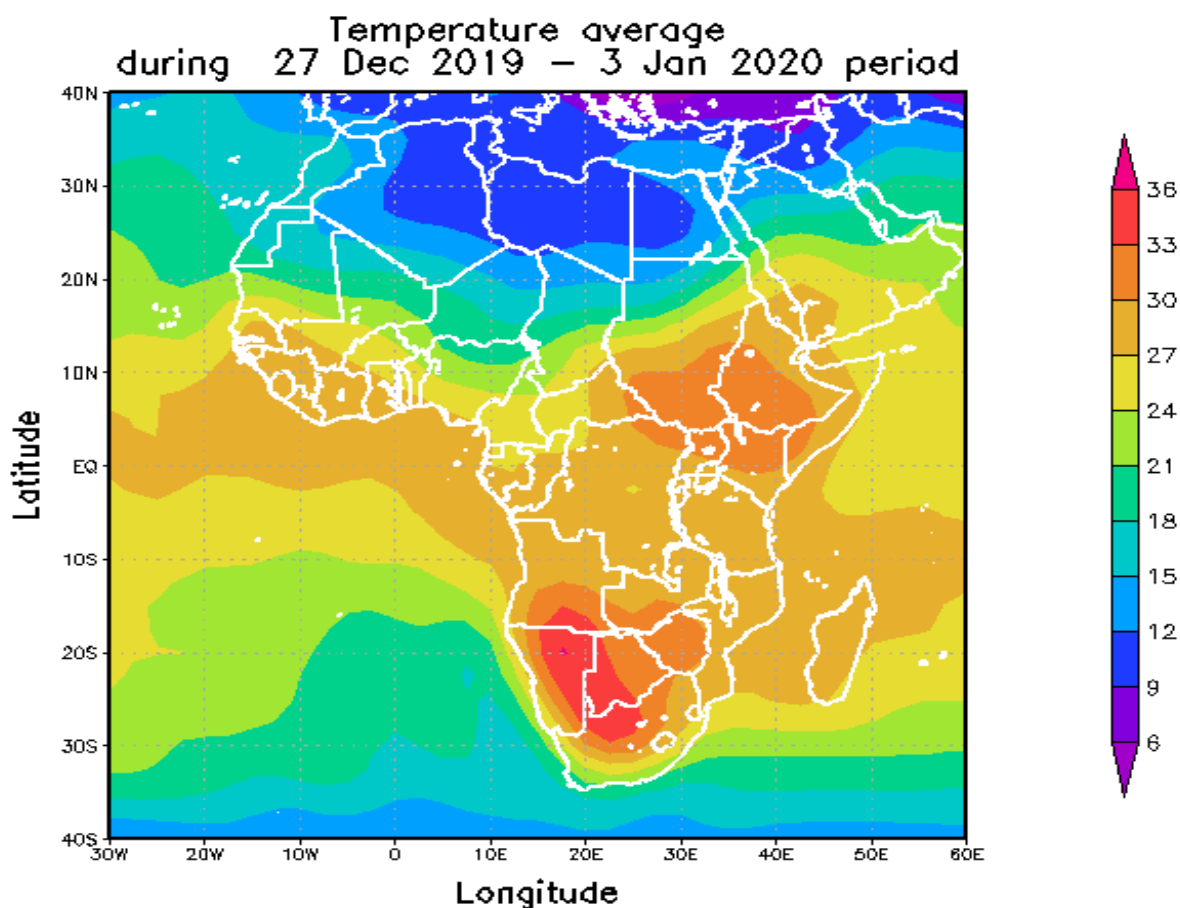 Temperature average
during 27 Dec 2019 – 3 Jan 2020 period
40N
30N
20N
10N
EQ
10S
20S
30S
40S
30W 20W 10W 0 10E 20E 30E 40E 50E 60E
Latitude
Longitude
36
33
30
27
24
21
18
15
12
9
6